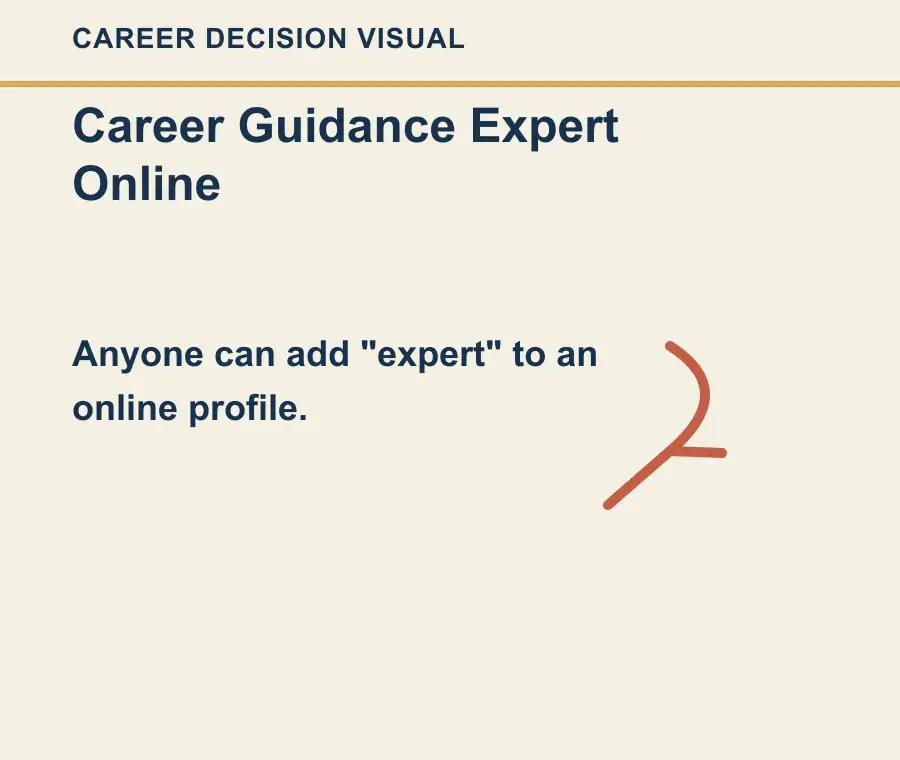 CAREER DECISION VISUAL
Career Guidance Expert
Online
Anyone can add "expert" to an
online profile.